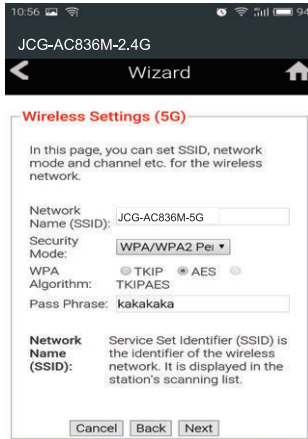 10:56 94
JCG-AC836M-2.4G
Wizard
Wireless Settings (5G)
In this page, you can set SSID, network
mode and channel etc. for the wireless
network.
Network
Name (SSID): JCG-AC836M-5G
Security
Mode: WPA/WPA2 Per
WPA
Algorithm: TKIP AES
TKIPAES
Pass Phrase: kakakaka
Network Service Set Identifier (SSID) is
Name the identifier of the wireless
(SSID): network. It is displayed in the
station's scanning list.
Cancel Back Next